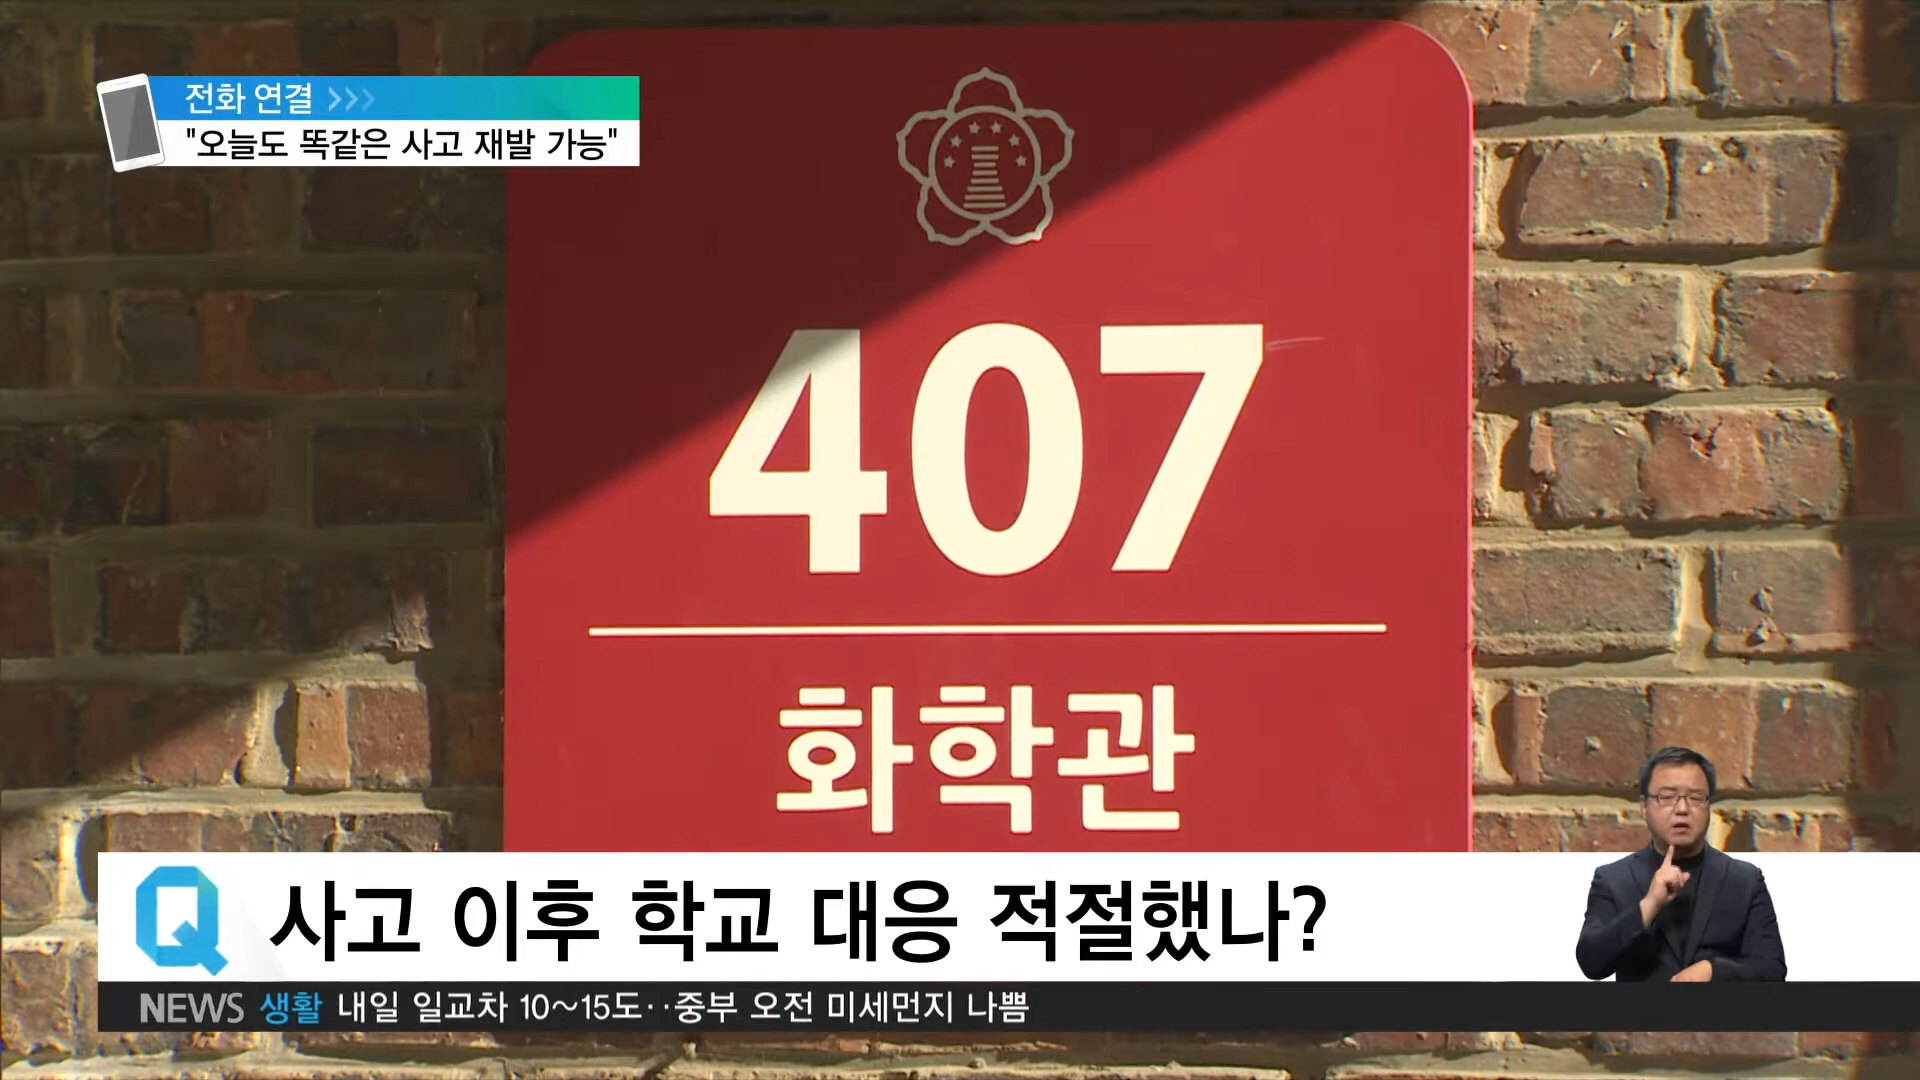 전화 연결 >>>
"오늘도 똑같은 사고 재발 가능"
407
화학관
Q 사고 이후 학교 대응 적절했나?
NEWS 생활 내일 일교차 10~15도‥중부 오전 미세먼지 나쁨